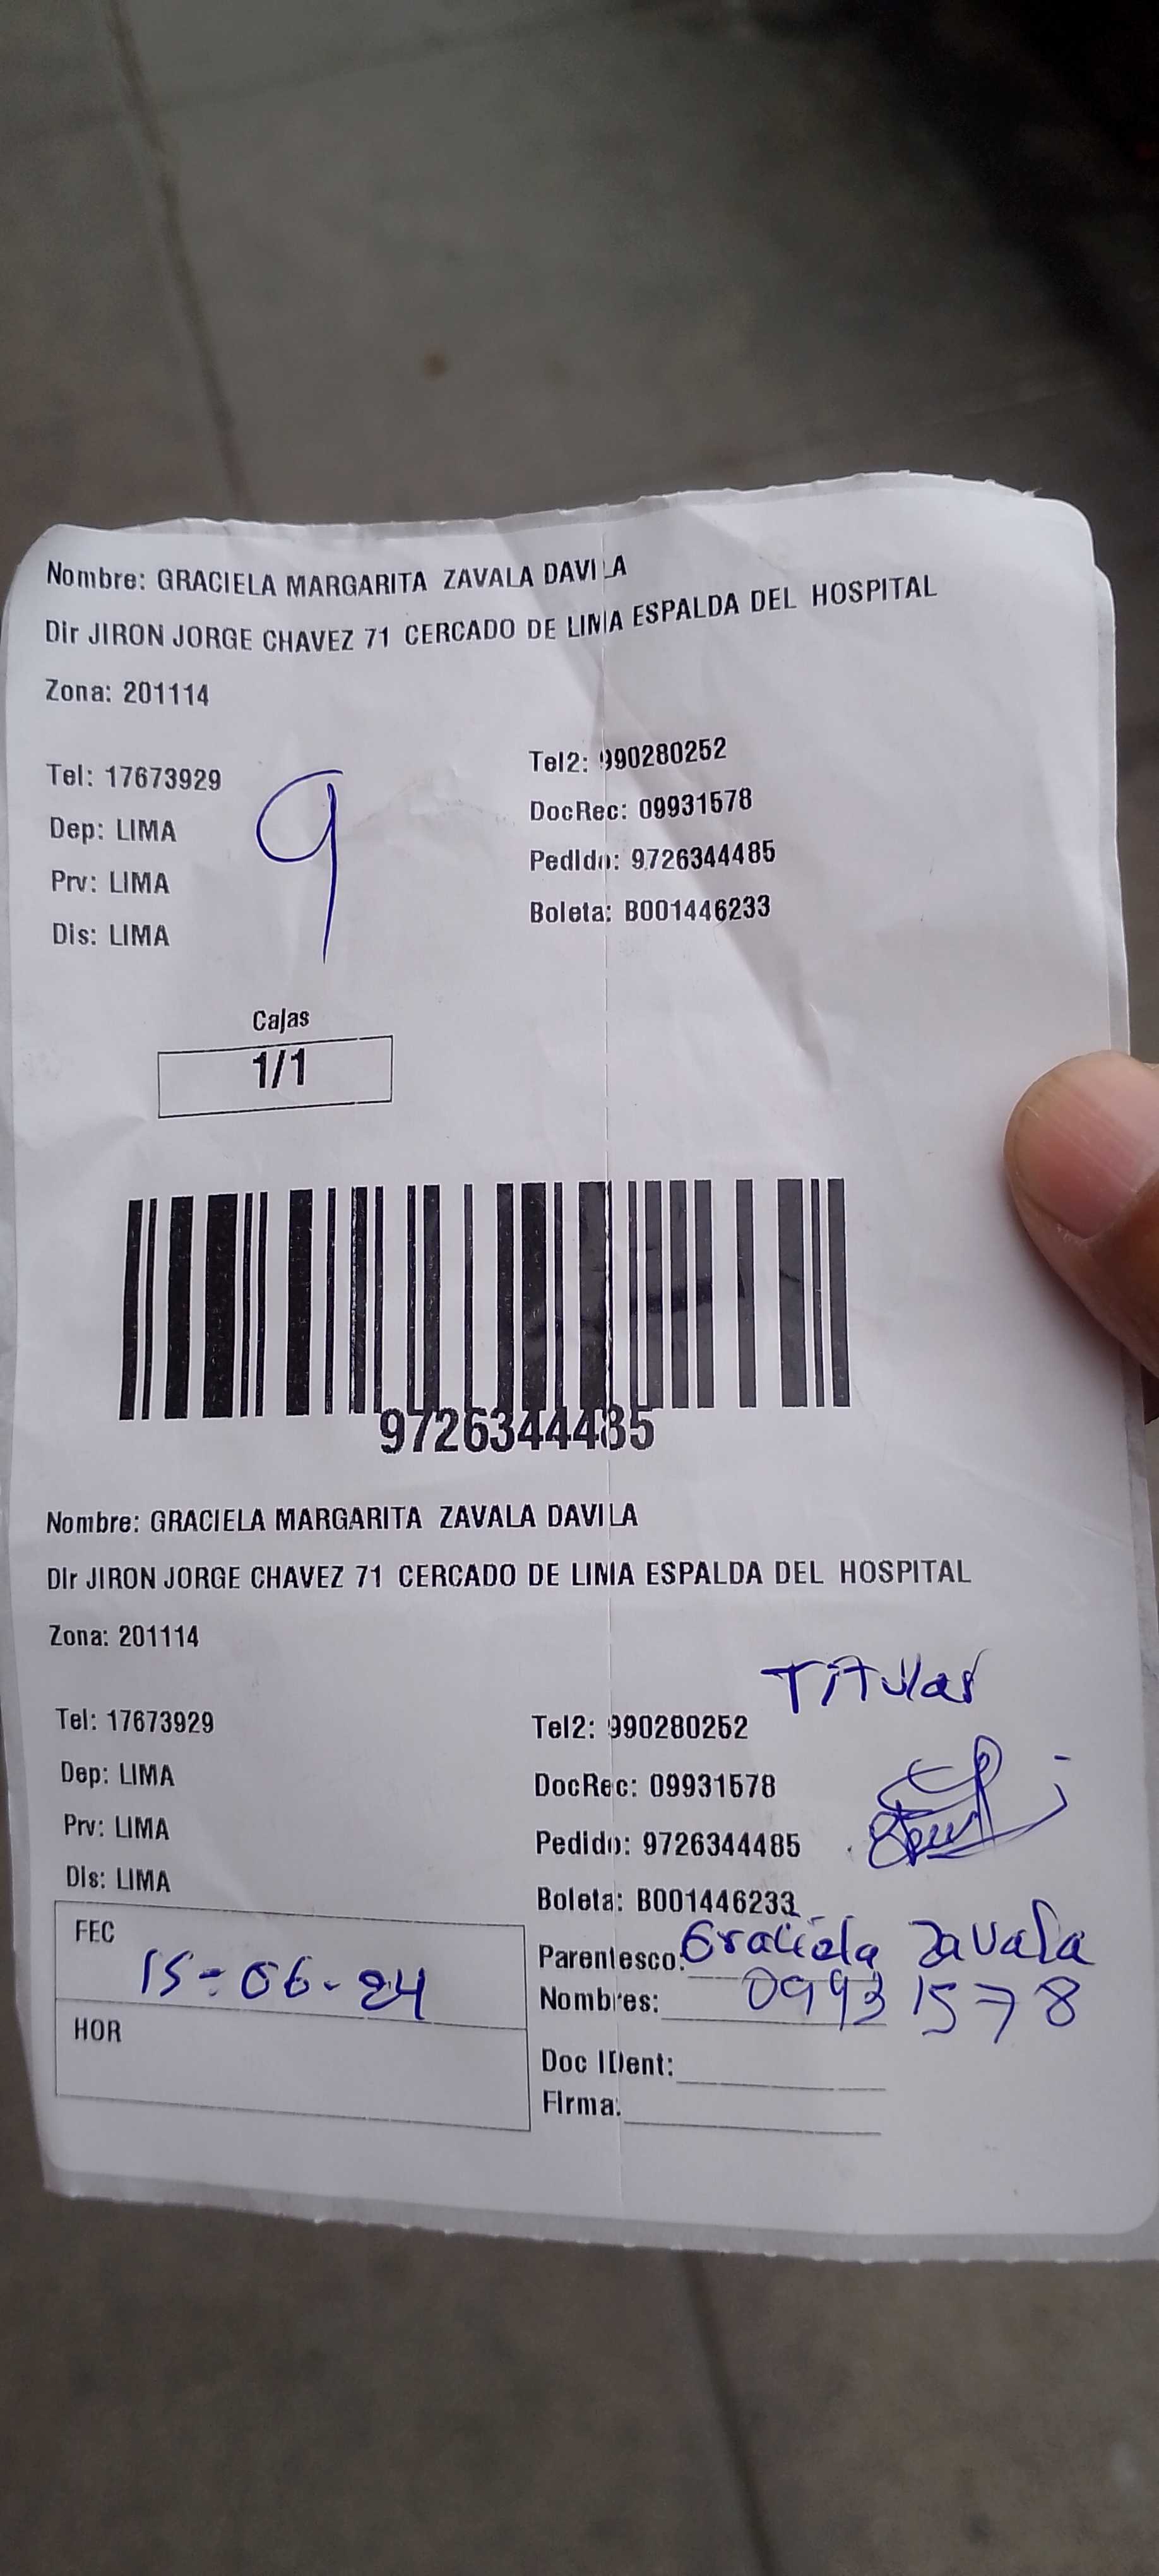 Nombre: GRACIELA MARGARITA ZAVALA DAVILA
Dir JIRON JORGE CHAVEZ 71 CERCADO DE LIMA ESPALDA DEL HOSPITAL
Zona: 201114
Tel: 17673929
Dep: LIMA
Prv: LIMA
Dis: LIMA
9
Tel2: 990280252
DocRec: 09931578
Pedido: 9726344485
Boleta: B001446233
Cajas
1/1
9726344485
Nombre: GRACIELA MARGARITA ZAVALA DAVILA
Dir JIRON JORGE CHAVEZ 71 CERCADO DE LIMA ESPALDA DEL HOSPITAL
Zona: 201114
Titular
Tel: 17673929
Dep: LIMA
Prv: LIMA
Dis: LIMA
Tel2: 990280252
DocRec: 09931578
Pedido: 9726344485
Boleta: B001446233
FEC
15-06-24
HOR
Parentesco: Graciela Zavala
Nombres: 09931578
Doc IDent:
Firma: